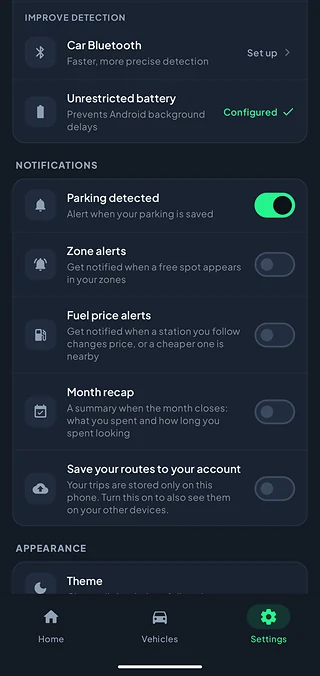 IMPROVE DETECTION
Car Bluetooth
Faster, more precise detection
Set up
Unrestricted battery
Prevents Android background
delays
Configured
NOTIFICATIONS
Parking detected
Alert when your parking is saved
Zone alerts
Get notified when a free spot appears
in your zones
Fuel price alerts
Get notified when a station you follow
changes price, or a cheaper one is
nearby
Month recap
A summary when the month closes:
what you spent and how long you
spent looking
Save your routes to your account
Your trips are stored only on this
phone. Turn this on to also see them
on your other devices.
APPEARANCE
Theme
Home
Vehicles
Settings